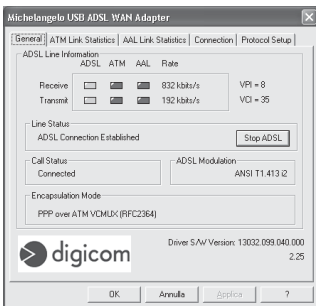 Michelangelo USB ADSL WAN Adapter
General ATM Link Statistics AAL Link Statistics Connection Protocol Setup
ADSL Line Information
ADSL ATM AAL Rate
Receive 832 kbits/s VPI = 8
Transmit 192 kbits/s VCI = 35
Line Status
ADSL Connection Established Stop ADSL
Call Status ADSL Modulation
Connected ANSI T1.413 i2
Encapsulation Mode
PPP over ATM VCMUX (RFC2364)
digicom Driver S/W Version: 13032.099.040.000
2.25
OK Annulla Applica ?